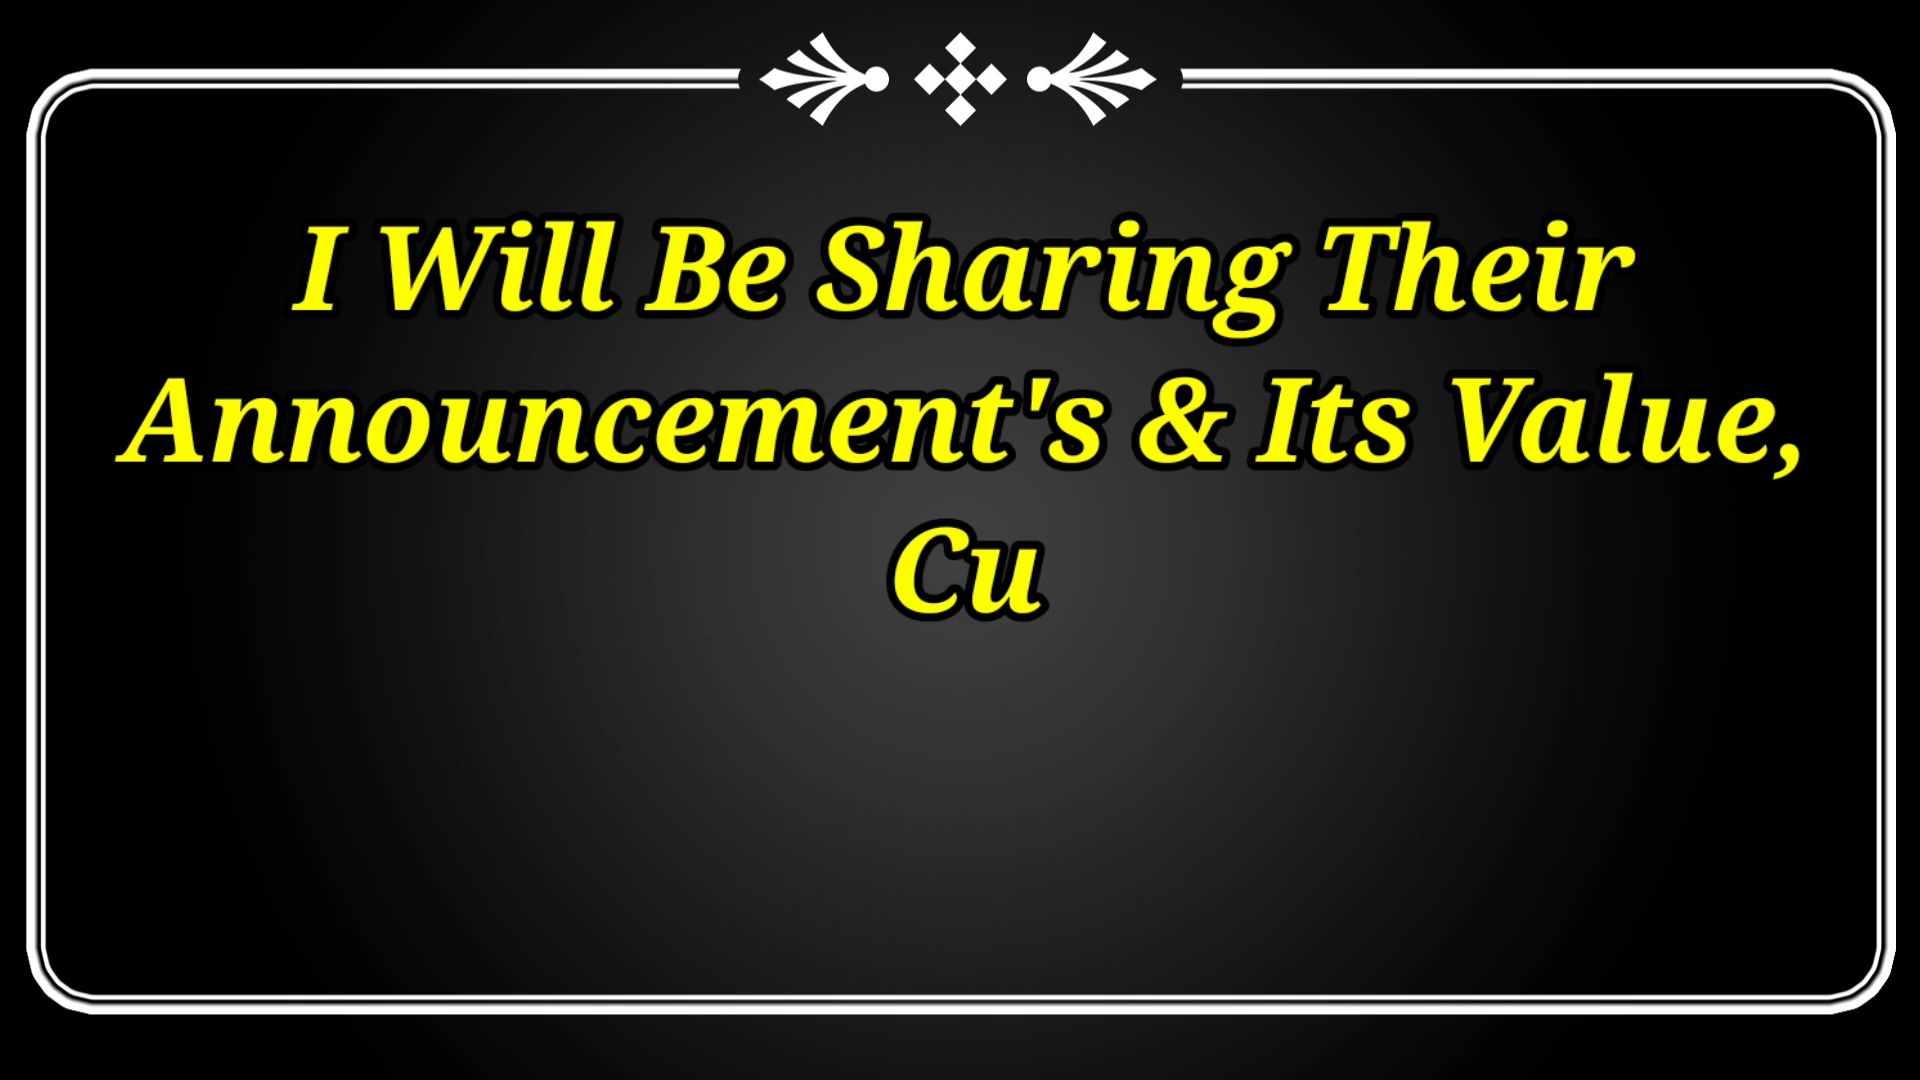 I Will Be Sharing Their
Announcement's & Its Value,
Cu